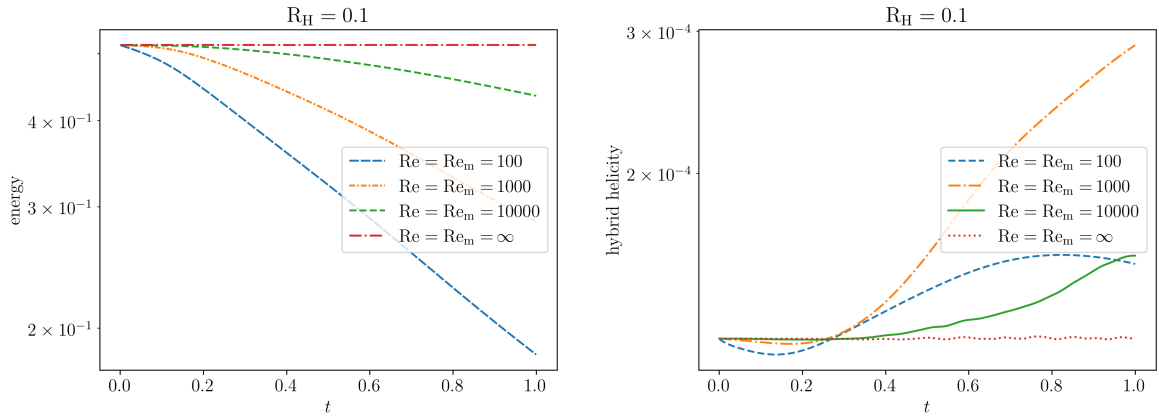 R_H = 0.1
energy
4 × 10⁻¹
3 × 10⁻¹
2 × 10⁻¹
Re = Re_m = 100
Re = Re_m = 1000
Re = Re_m = 10000
Re = Re_m = ∞
0.0 0.2 0.4 0.6 0.8 1.0
t
R_H = 0.1
hybrid helicity
3 × 10⁻⁴
2 × 10⁻⁴
Re = Re_m = 100
Re = Re_m = 1000
Re = Re_m = 10000
Re = Re_m = ∞
0.0 0.2 0.4 0.6 0.8 1.0
t